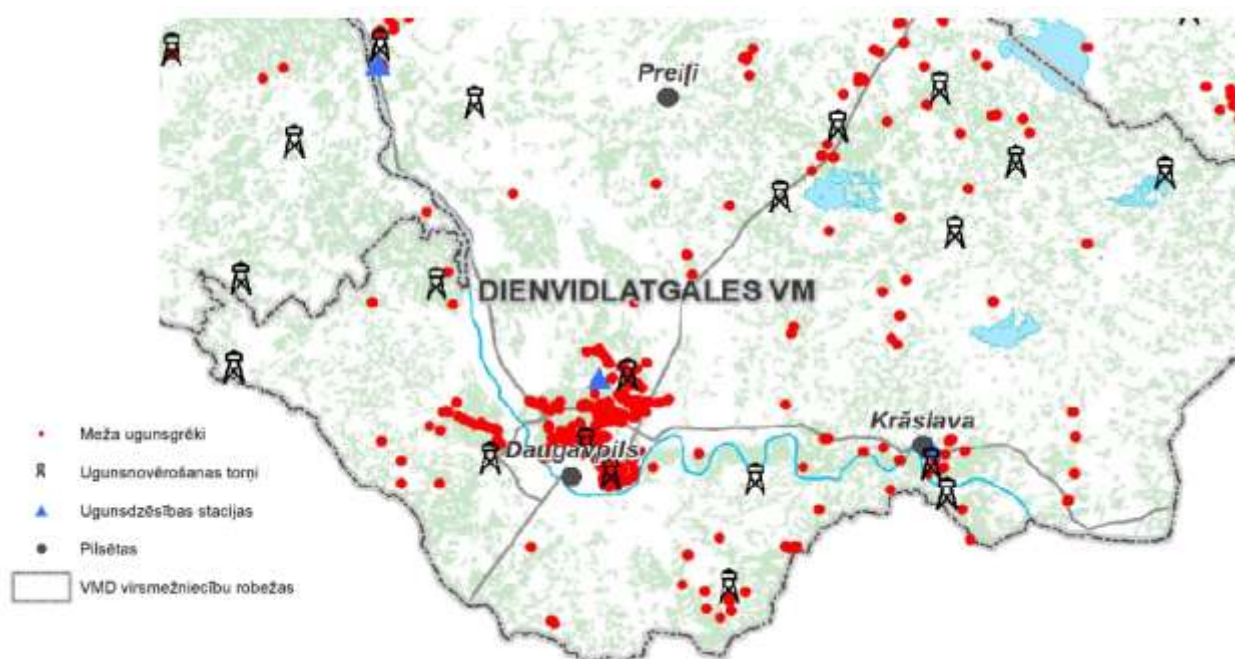 Preiļi
DIENVIDLATGALES VM
Krāslava
Daugavpils
Meža ugunsgrēki
Ugunsnovērošanas torņi
Ugunsdzēsības stacijas
Pilsētas
VMD virsmežniecību robežas